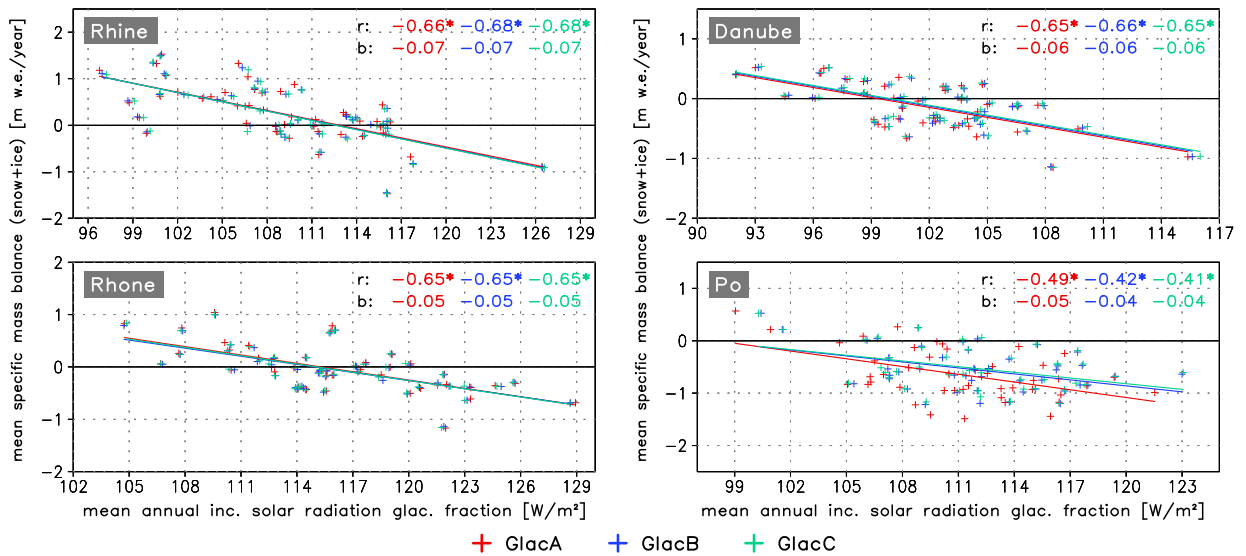 Rhine
r: −0.66* −0.68* −0.68*
b: −0.07 −0.07 −0.07
2
1
0
−1
−2
96 99 102 105 108 111 114 117 120 123 126 129
Danube
r: −0.65* −0.66* −0.65*
b: −0.06 −0.06 −0.06
1
0
−1
−2
90 93 96 99 102 105 108 111 114 117
mean specific mass balance (snow+ice) [m w.e./year]
mean specific mass balance (snow+ice) [m w.e./year]
Rhone
r: −0.65* −0.65* −0.65*
b: −0.05 −0.05 −0.05
2
1
0
−1
−2
102 105 108 111 114 117 120 123 126 129
mean annual inc. solar radiation glac. fraction [W/m²]
Po
r: −0.49* −0.42* −0.41*
b: −0.05 −0.04 −0.04
1
0
−1
−2
99 102 105 108 111 114 117 120 123
mean annual inc. solar radiation glac. fraction [W/m²]
GlacA GlacB GlacC